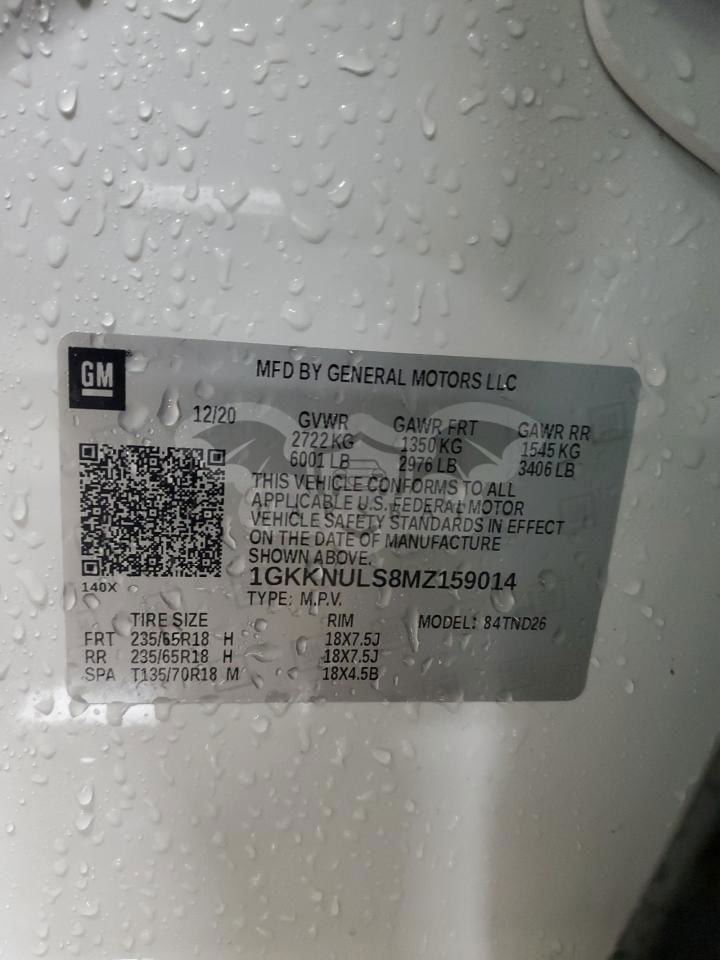 GM
MFD BY GENERAL MOTORS LLC
12/20 GVWR GAWR FRT GAWR RR
2722 KG 1350 KG 1545 KG
6001 LB 2976 LB 3406 LB
THIS VEHICLE CONFORMS TO ALL
APPLICABLE U.S. FEDERAL MOTOR
VEHICLE SAFETY STANDARDS IN EFFECT
ON THE DATE OF MANUFACTURE
SHOWN ABOVE.
140X
1GKKNULS8MZ159014
TYPE: M.P.V.
TIRE SIZE RIM MODEL: 84TND26
FRT 235/65R18 H 18X7.5J
RR 235/65R18 H 18X7.5J
SPA T135/70R18 M 18X4.5B